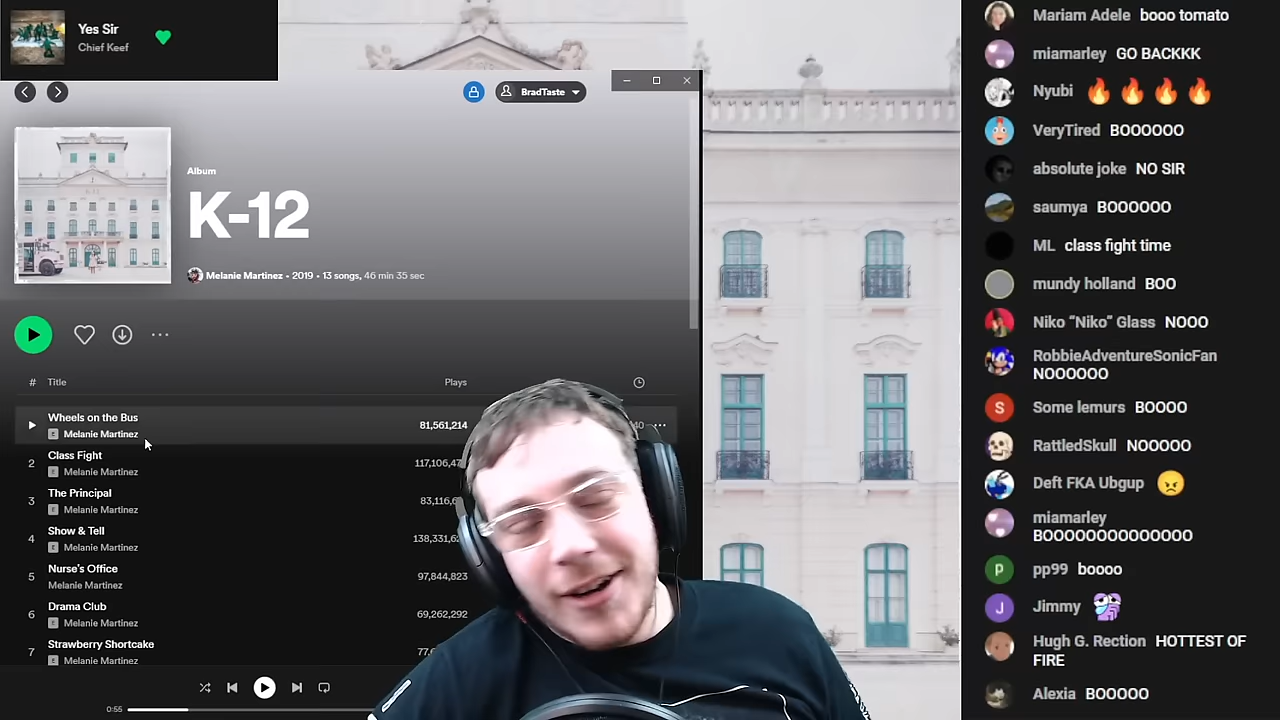 Yes Sir
Chief Keef
BradTaste
Album
K-12
Melanie Martinez • 2019 • 13 songs, 46 min 35 sec
# Title Plays
Wheels on the Bus
E Melanie Martinez
81,561,214
2 Class Fight
E Melanie Martinez
3 The Principal
E Melanie Martinez
4 Show & Tell
E Melanie Martinez
5 Nurse's Office
Melanie Martinez
97,844,823
6 Drama Club
E Melanie Martinez
69,262,292
7 Strawberry Shortcake
E Melanie Martinez
0:55
Mariam Adele booo tomato
miamarley GO BACKKK
Nyubi 🔥 🔥 🔥 🔥
VeryTired BOOOOOO
absolute joke NO SIR
saumya BOOOOOO
ML class fight time
mundy holland BOO
Niko “Niko” Glass NOOO
RobbieAdventureSonicFan
NOOOOOO
Some lemurs BOOOO
RattledSkull NOOOOO
Deft FKA Ubgup 😠
miamarley
BOOOOOOOOOOOOOO
P pp99 boooo
J Jimmy
Hugh G. Rection HOTTEST OF
FIRE
Alexia BOOOOO